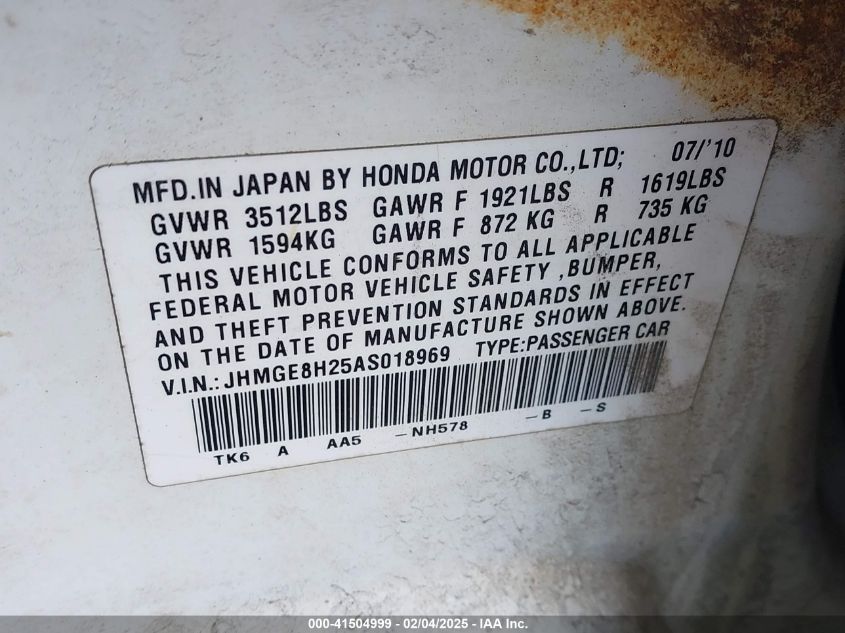 MFD.IN JAPAN BY HONDA MOTOR CO.,LTD; 07/'10
GVWR 3512LBS GAWR F 1921LBS R 1619LBS
GVWR 1594KG GAWR F 872 KG R 735 KG
THIS VEHICLE CONFORMS TO ALL APPLICABLE
FEDERAL MOTOR VEHICLE SAFETY ,BUMPER,
AND THEFT PREVENTION STANDARDS IN EFFECT
ON THE DATE OF MANUFACTURE SHOWN ABOVE.
V.I.N.: JHMGE8H25AS018969 TYPE:PASSENGER CAR
TK6 A AA5 -NH578 -B -S
000-41504999 - 02/04/2025 - IAA Inc.